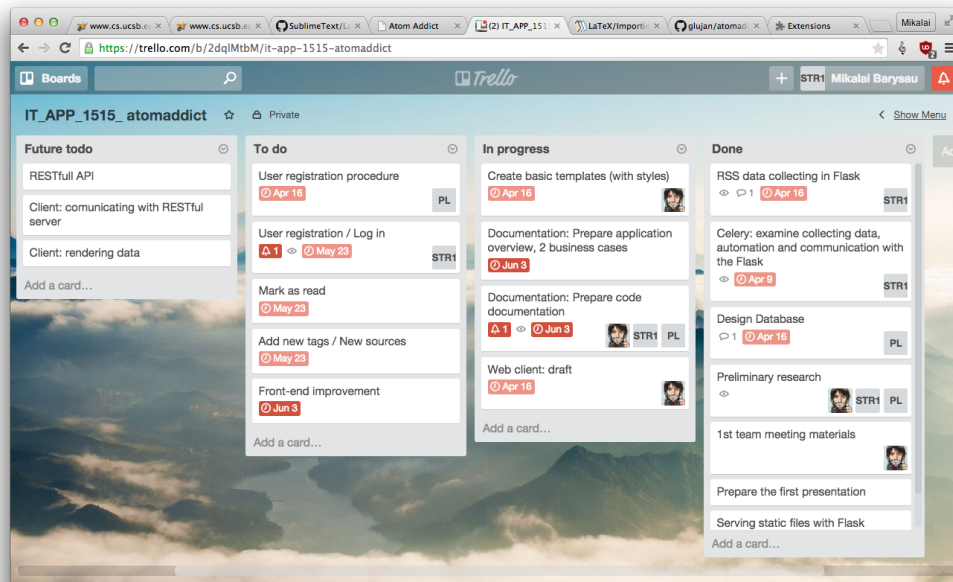 www.cs.ucsb.e
www.cs.ucsb.e
SublimeText/L
Atom Addict
(2) IT_APP_151
LaTeX/Importin
glujan/atomad
Extensions
Mikalai
https://trello.com/b/2dqlMtbM/it-app-1515-atomaddict
2
Boards
Trello
STR1 Mikalai Barysau
IT_APP_1515_ atomaddict
Private
Show Menu
Future todo
RESTfull API
Client: comunicating with RESTful
server
Client: rendering data
Add a card…
To do
User registration procedure
Apr 16
PL
User registration / Log in
1 May 23
STR1
Mark as read
May 23
Add new tags / New sources
May 23
Front-end improvement
Jun 3
Add a card…
In progress
Create basic templates (with styles)
Apr 16
Documentation: Prepare application
overview, 2 business cases
Jun 3
Documentation: Prepare code
documentation
1 Jun 3
STR1 PL
Web client: draft
Apr 16
Add a card…
Done
RSS data collecting in Flask
1 Apr 16
STR1
Celery: examine collecting data,
automation and communication with
the Flask
Apr 9
STR1
Design Database
1 Apr 16
PL
Preliminary research
STR1 PL
1st team meeting materials
Prepare the first presentation
Serving static files with Flask
Add a card…